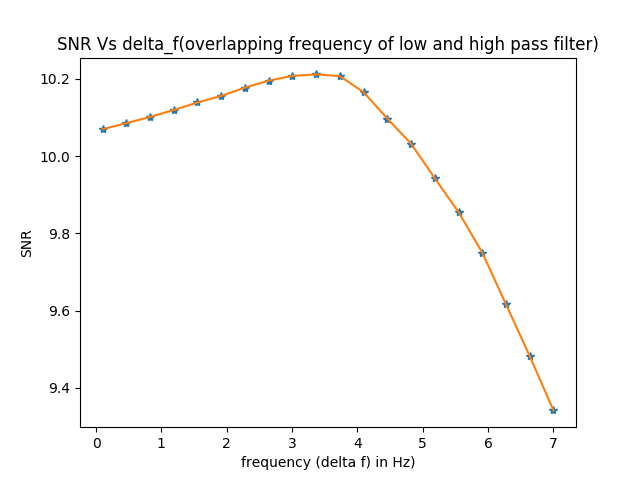 SNR Vs delta_f(overlapping frequency of low and high pass filter)
10.2
10.0
9.8
9.6
9.4
SNR
0 1 2 3 4 5 6 7
frequency (delta f) in Hz)